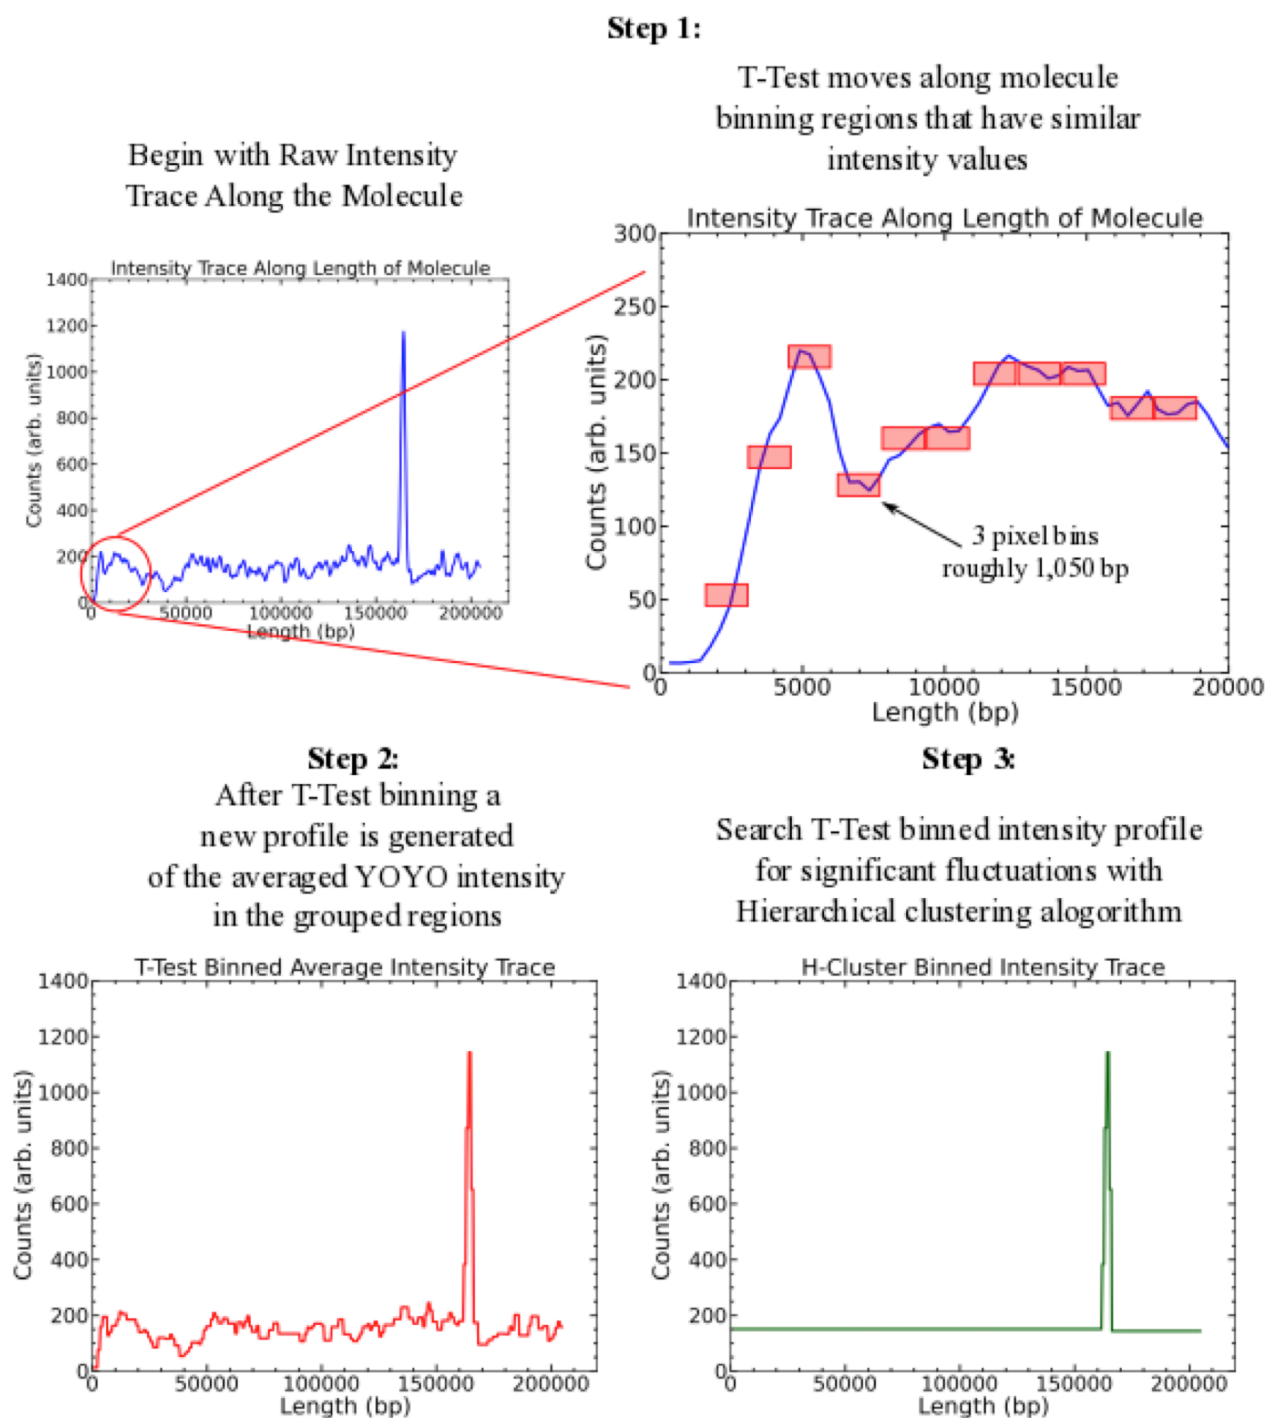 Step 1:
T-Test moves along molecule
binning regions that have similar
intensity values
Begin with Raw Intensity
Trace Along the Molecule
Intensity Trace Along Length of Molecule
1400
1200
1000
800
600
400
200
0
Counts (arb. units)
0 50000 100000 150000 200000
Length (bp)
Intensity Trace Along Length of Molecule
300
250
200
150
100
50
0
Counts (arb. units)
3 pixel bins
roughly 1,050 bp
0 5000 10000 15000 20000
Length (bp)
Step 2:
After T-Test binning a
new profile is generated
of the averaged YOYO intensity
in the grouped regions
T-Test Binned Average Intensity Trace
1400
1200
1000
800
600
400
200
0
Counts (arb. units)
0 50000 100000 150000 200000
Length (bp)
Step 3:
Search T-Test binned intensity profile
for significant fluctuations with
Hierarchical clustering alogorithm
H-Cluster Binned Intensity Trace
1400
1200
1000
800
600
400
200
0
Counts (arb. units)
0 50000 100000 150000 200000
Length (bp)